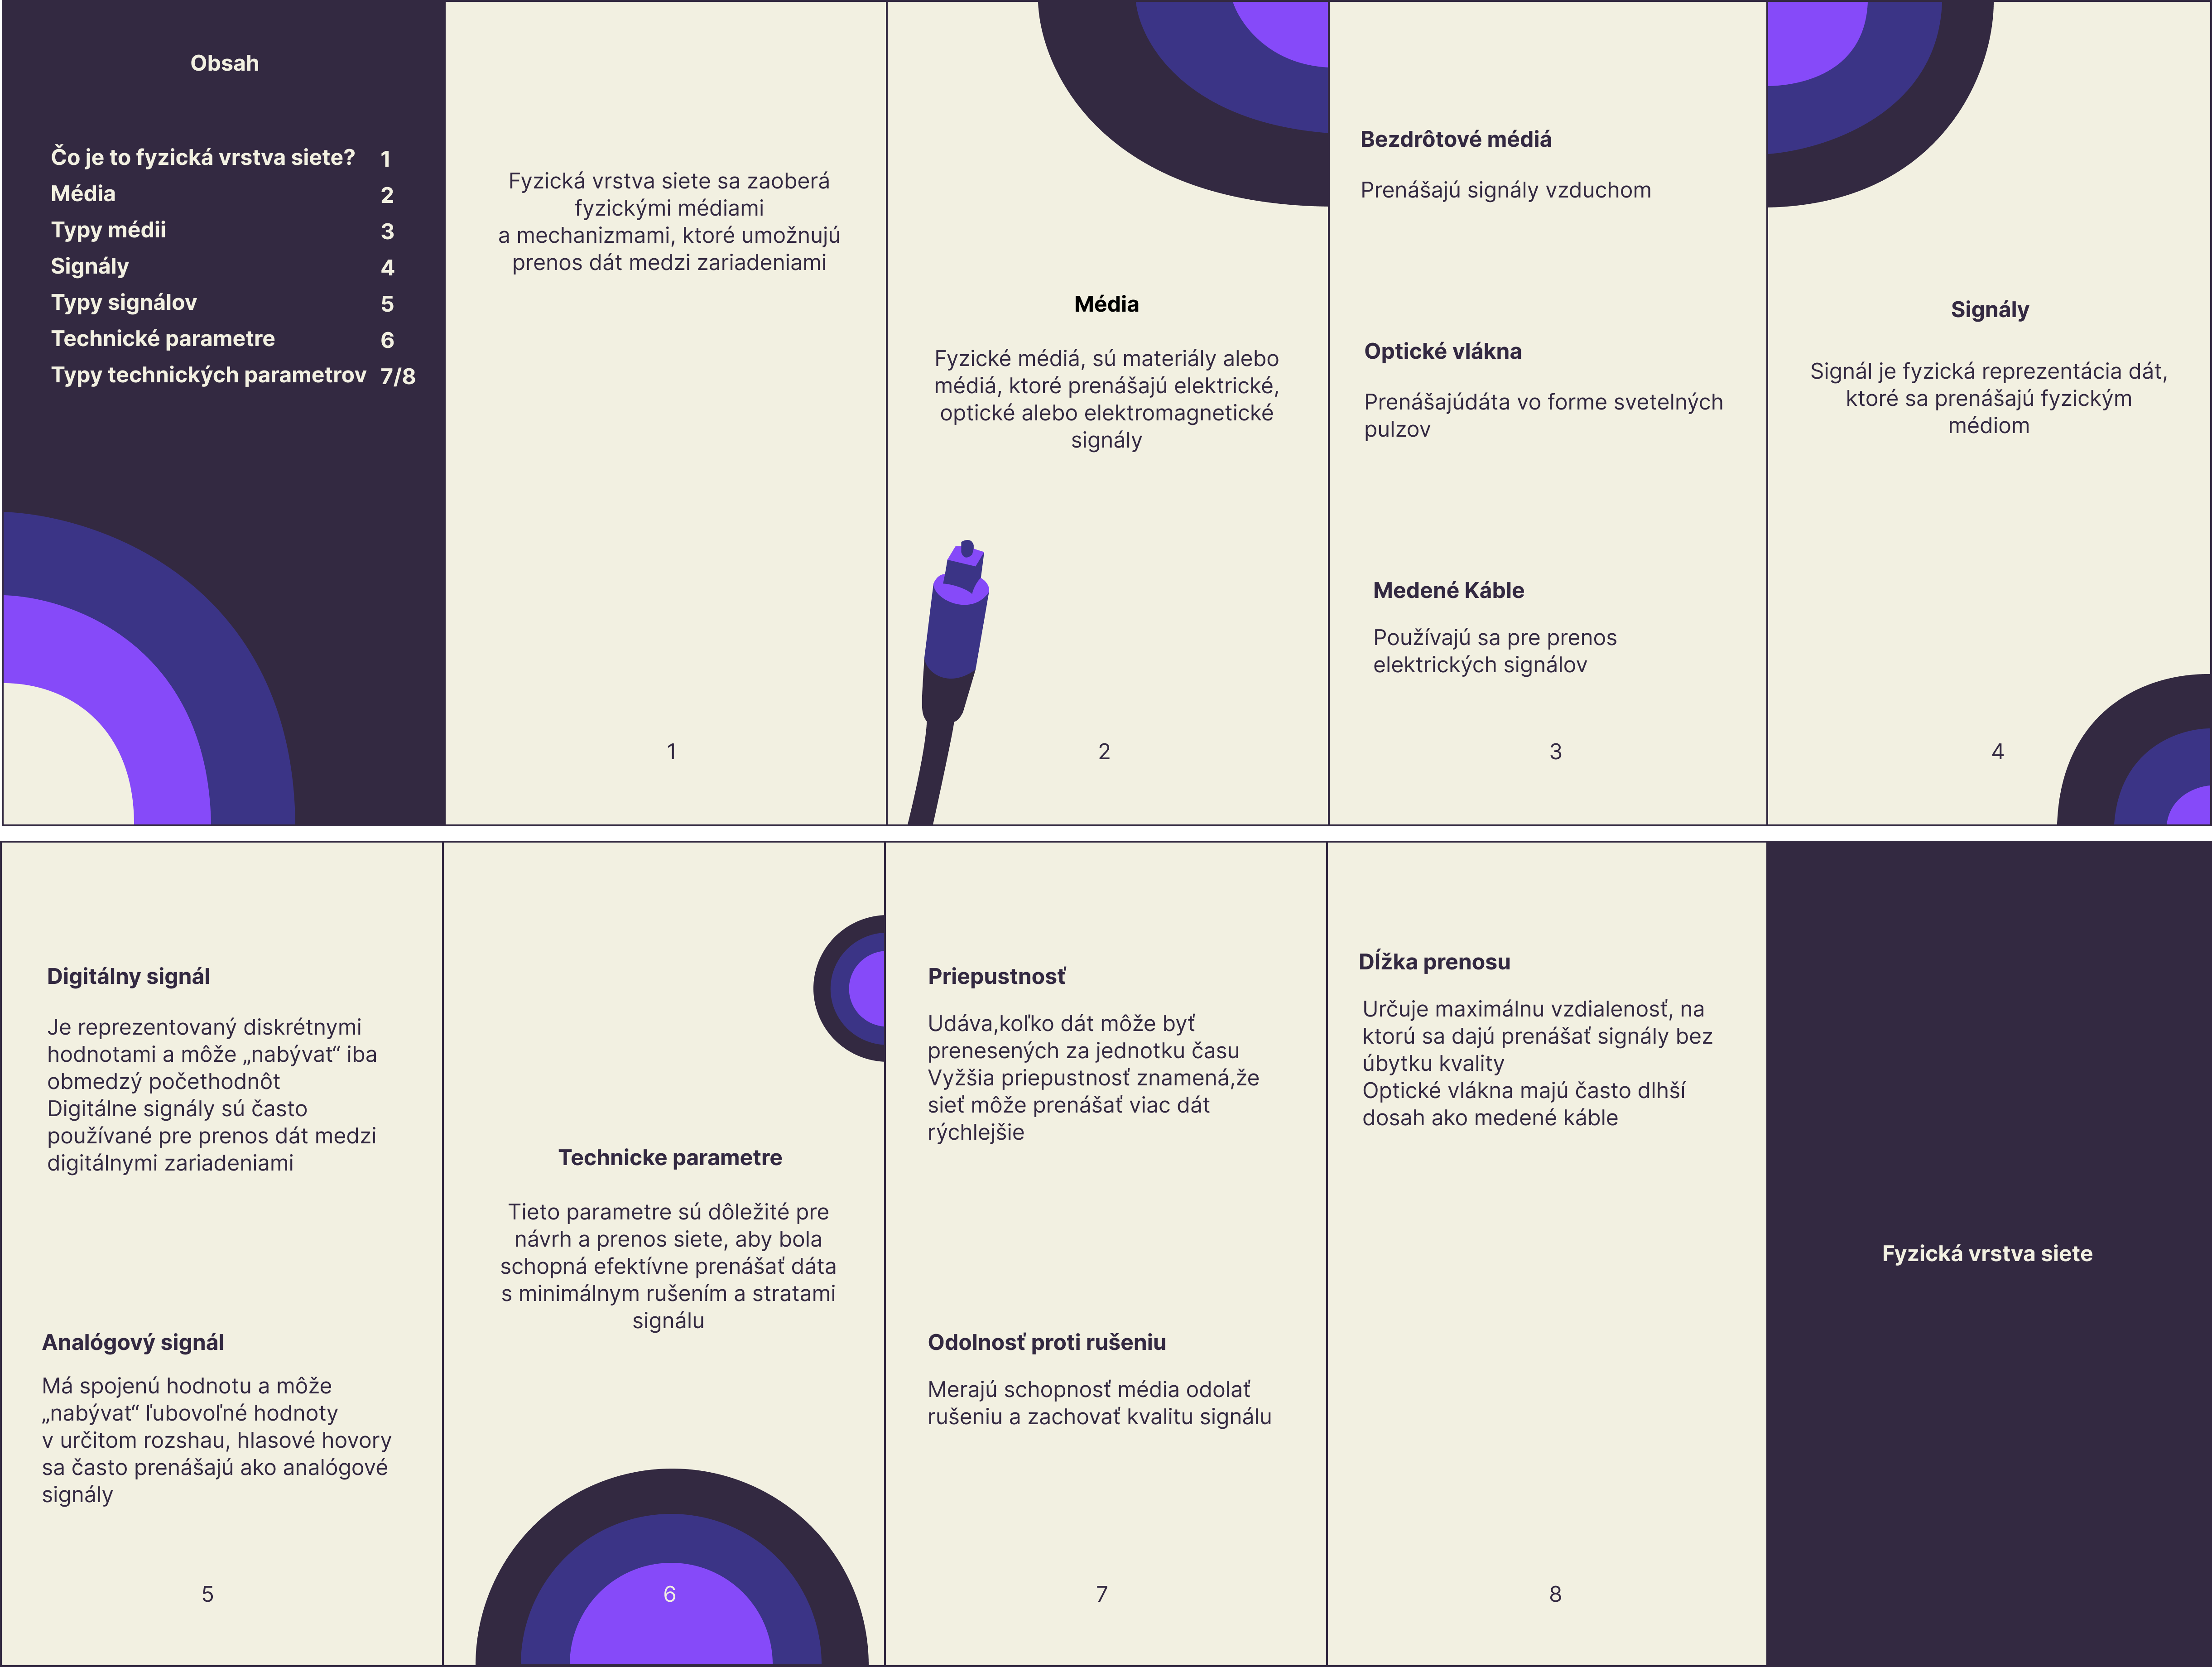 Obsah
Čo je to fyzická vrstva siete? 1
Média 2
Typy médii 3
Signály 4
Typy signálov 5
Technické parametre 6
Typy technických parametrov 7/8
Fyzická vrstva siete sa zaoberá
fyzickými médiami
a mechanizmami, ktoré umožnujú
prenos dát medzi zariadeniami
1
Média
Fyzické médiá, sú materiály alebo
médiá, ktoré prenášajú elektrické,
optické alebo elektromagnetické
signály
2
Bezdrôtové médiá
Prenášajú signály vzduchom
Optické vlákna
Prenášajúdáta vo forme svetelných
pulzov
Medené Káble
Používajú sa pre prenos
elektrických signálov
3
Signály
Signál je fyzická reprezentácia dát,
ktoré sa prenášajú fyzickým
médiom
4
Digitálny signál
Je reprezentovaný diskrétnymi
hodnotami a môže „nabývat“ iba
obmedzý počethodnôt
Digitálne signály sú často
používané pre prenos dát medzi
digitálnymi zariadeniami
Analógový signál
Má spojenú hodnotu a môže
„nabývat“ ľubovoľné hodnoty
v určitom rozshau, hlasové hovory
sa často prenášajú ako analógové
signály
5
Technicke parametre
Tieto parametre sú dôležité pre
návrh a prenos siete, aby bola
schopná efektívne prenášať dáta
s minimálnym rušením a stratami
signálu
6
Priepustnosť
Udáva,koľko dát môže byť
prenesených za jednotku času
Vyžšia priepustnosť znamená,že
sieť môže prenášať viac dát
rýchlejšie
Odolnosť proti rušeniu
Merajú schopnosť média odolať
rušeniu a zachovať kvalitu signálu
7
Dĺžka prenosu
Určuje maximálnu vzdialenosť, na
ktorú sa dajú prenášať signály bez
úbytku kvality
Optické vlákna majú často dlhší
dosah ako medené káble
8
Fyzická vrstva siete